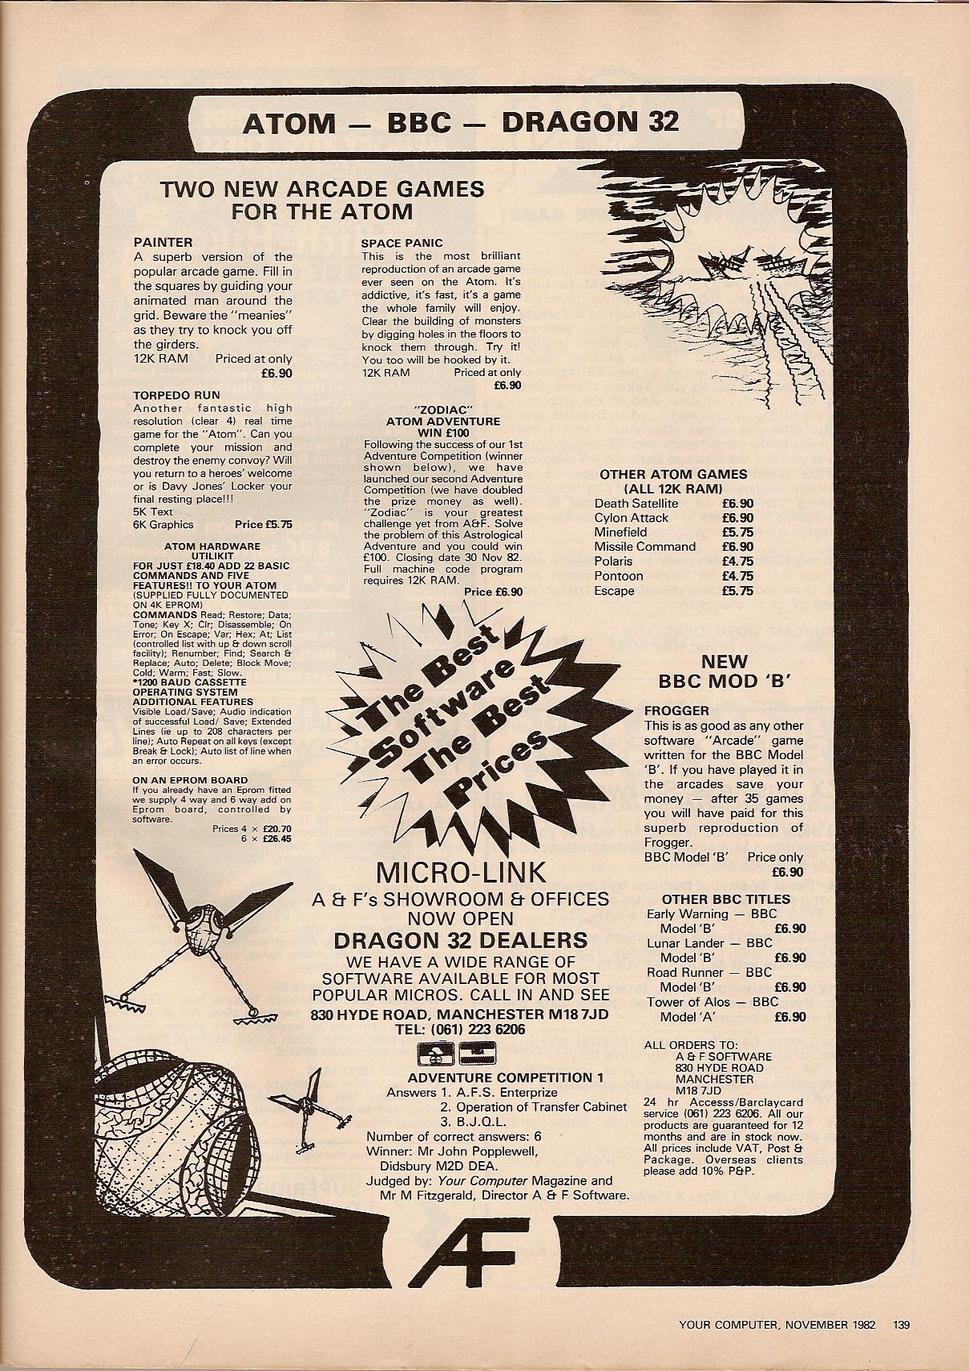 ATOM — BBC — DRAGON 32
TWO NEW ARCADE GAMES
FOR THE ATOM
PAINTER
A superb version of the
popular arcade game. Fill in
the squares by guiding your
animated man around the
grid. Beware the "meanies"
as they try to knock you off
the girders.
12K RAM Priced at only
£6.90
TORPEDO RUN
Another fantastic high
resolution (clear 4) real time
game for the "Atom". Can you
complete your mission and
destroy the enemy convoy? Will
you return to a heroes' welcome
or is Davy Jones' Locker your
final resting place!!!
5K Text
6K Graphics Price £5.75
ATOM HARDWARE
UTILIKIT
FOR JUST £18.40 ADD 22 BASIC
COMMANDS AND FIVE
FEATURES!! TO YOUR ATOM
(SUPPLIED FULLY DOCUMENTED
ON 4K EPROM)
COMMANDS Read; Restore; Data;
Tone; Key X; Clr; Disassemble; On
Error; On Escape; Var; Hex; At; List
(controlled list with up & down scroll
facility); Renumber; Find; Search &
Replace; Auto; Delete; Block Move;
Cold; Warm; Fast; Slow.
*1200 BAUD CASSETTE
OPERATING SYSTEM
ADDITIONAL FEATURES
Visible Load/Save; Audio indication
of successful Load/ Save; Extended
Lines (ie up to 208 characters per
line); Auto Repeat on all keys (except
Break & Lock); Auto list of line when
an error occurs.
ON AN EPROM BOARD
If you already have an Eprom fitted
we supply 4 way and 6 way add on
Eprom board, controlled by
software.
Prices 4 × £20.70
6 × £26.45
SPACE PANIC
This is the most brilliant
reproduction of an arcade game
ever seen on the Atom. It's
addictive, it's fast, it's a game
the whole family will enjoy.
Clear the building of monsters
by digging holes in the floors to
knock them through. Try it!
You too will be hooked by it.
12K RAM Priced at only
£6.90
"ZODIAC"
ATOM ADVENTURE
WIN £100
Following the success of our 1st
Adventure Competition (winner
shown below), we have
launched our second Adventure
Competition (we have doubled
the prize money as well).
"Zodiac" is your greatest
challenge yet from A&F. Solve
the problem of this Astrological
Adventure and you could win
£100. Closing date 30 Nov 82.
Full machine code program
requires 12K RAM.
Price £6.90
The Best
Software
The Best
Prices
MICRO-LINK
A & F's SHOWROOM & OFFICES
NOW OPEN
DRAGON 32 DEALERS
WE HAVE A WIDE RANGE OF
SOFTWARE AVAILABLE FOR MOST
POPULAR MICROS. CALL IN AND SEE
830 HYDE ROAD, MANCHESTER M18 7JD
TEL: (061) 223 6206
ADVENTURE COMPETITION 1
Answers 1. A.F.S. Enterprize
2. Operation of Transfer Cabinet
3. B.J.Q.L.
Number of correct answers: 6
Winner: Mr John Popplewell,
Didsbury M2D DEA.
Judged by: Your Computer Magazine and
Mr M Fitzgerald, Director A & F Software.
OTHER ATOM GAMES
(ALL 12K RAM)
Death Satellite £6.90
Cylon Attack £6.90
Minefield £5.75
Missile Command £6.90
Polaris £4.75
Pontoon £4.75
Escape £5.75
NEW
BBC MOD 'B'
FROGGER
This is as good as any other
software "Arcade" game
written for the BBC Model
'B'. If you have played it in
the arcades save your
money — after 35 games
you will have paid for this
superb reproduction of
Frogger.
BBC Model 'B' Price only
£6.90
OTHER BBC TITLES
Early Warning — BBC
Model 'B' £6.90
Lunar Lander — BBC
Model 'B' £6.90
Road Runner — BBC
Model 'B' £6.90
Tower of Alos — BBC
Model 'A' £6.90
ALL ORDERS TO:
A & F SOFTWARE
830 HYDE ROAD
MANCHESTER
M18 7JD
24 hr Accesss/Barclaycard
service (061) 223 6206. All our
products are guaranteed for 12
months and are in stock now.
All prices include VAT, Post &
Package. Overseas clients
please add 10% P&P.
AF
YOUR COMPUTER, NOVEMBER 1982 139